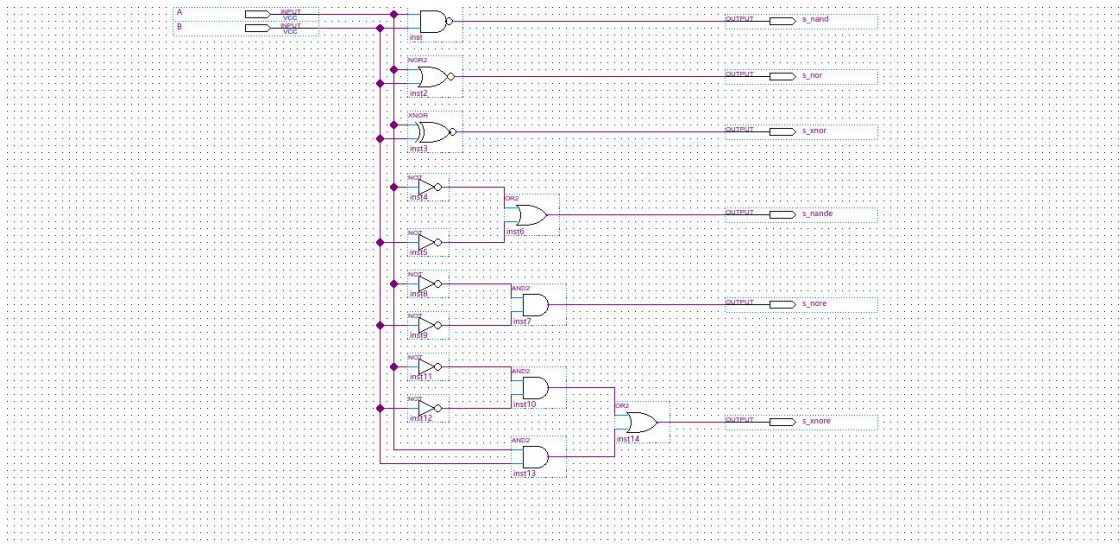 A INPUT VCC
B INPUT VCC
inst
OUTPUT s_nand
NOR2
inst2
OUTPUT s_nor
XNOR
inst3
OUTPUT s_xnor
NOT
inst4
OR2
inst6
OUTPUT s_nande
NOT
inst5
NOT
inst8
AND2
inst7
OUTPUT s_nore
NOT
inst9
NOT
inst11
AND2
inst10
NOT
inst12
OR2
inst14
OUTPUT s_xnore
AND2
inst13